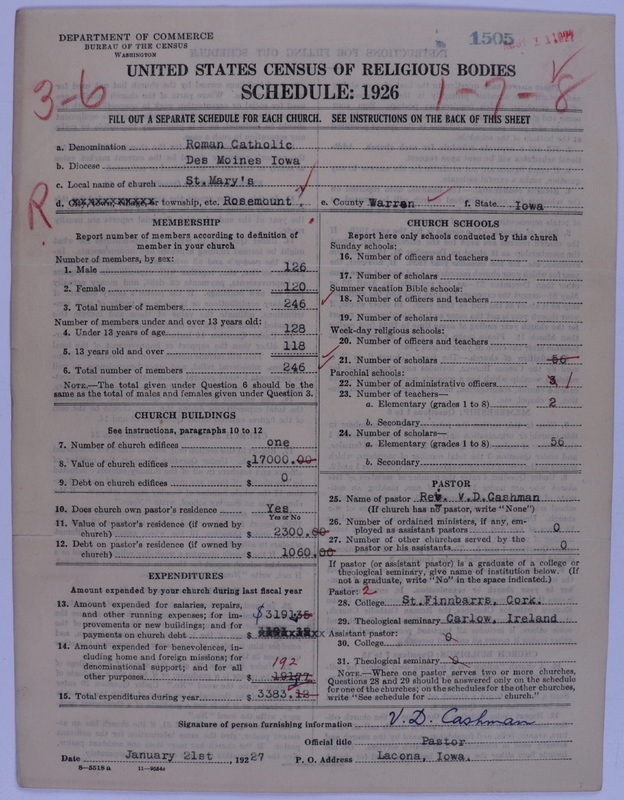 DEPARTMENT OF COMMERCE
BUREAU OF THE CENSUS
WASHINGTON
1505
UNITED STATES CENSUS OF RELIGIOUS BODIES
SCHEDULE: 1926
3-6
1-7-8
FILL OUT A SEPARATE SCHEDULE FOR EACH CHURCH. SEE INSTRUCTIONS ON THE BACK OF THIS SHEET
a. Denomination Roman Catholic
b. Diocese Des Moines Iowa
c. Local name of church St.Mary's
d. or township, etc. Rosemount e. County Warren f. State Iowa
R
MEMBERSHIP
Report number of members according to definition of
member in your church
Number of members, by sex:
1. Male 126
2. Female 120
3. Total number of members 246
Number of members under and over 13 years old:
4. Under 13 years of age 128
5. 13 years old and over 118
6. Total number of members 246
NOTE.—The total given under Question 6 should be the
same as the total of males and females given under Question 3.
CHURCH BUILDINGS
See instructions, paragraphs 10 to 12
7. Number of church edifices one
8. Value of church edifices $17000.00
9. Debt on church edifices $ 0
10. Does church own pastor's residence Yes
Yes or No
11. Value of pastor's residence (if owned by
church) $ 2300.00
12. Debt on pastor's residence (if owned by
church) $ 1060.00
EXPENDITURES
Amount expended by your church during last fiscal year
13. Amount expended for salaries, repairs,
and other running expenses; for im- $3191.35
provements or new buildings; and for
payments on church debt $
14. Amount expended for benevolences, in-
cluding home and foreign missions; for
denominational support; and for all 192
other purposes $ 191.77
15. Total expenditures during year $ 3383.12
CHURCH SCHOOLS
Report here only schools conducted by this church
Sunday schools:
16. Number of officers and teachers
17. Number of scholars
Summer vacation Bible schools:
18. Number of officers and teachers
19. Number of scholars
Week-day religious schools:
20. Number of officers and teachers
21. Number of scholars 56
Parochial schools:
22. Number of administrative officers 3 1
23. Number of teachers—
a. Elementary (grades 1 to 8) 2
b. Secondary
24. Number of scholars—
a. Elementary (grades 1 to 8) 56
b. Secondary
PASTOR
25. Name of pastor Rev. V.D.Cashman
(If church has no pastor, write "None")
26. Number of ordained ministers, if any, em-
ployed as assistant pastors 0
27. Number of other churches served by the
pastor or his assistants 0
If pastor (or assistant pastor) is a graduate of a college or
theological seminary, give name of institution below. (If
not a graduate, write "No" in the space indicated.)
Pastor: 2
28. College St.Finnbarrs, Cork.
29. Theological seminary Carlow, Ireland
Assistant pastor:
30. College 0
31. Theological seminary 0
NOTE.—Where one pastor serves two or more churches,
Questions 28 and 29 should be answered only on the schedule
for one of the churches; on the schedules for the other churches,
write "See schedule for church."
Signature of person furnishing information V. D. Cashman
Official title Pastor
Date January 21st , 192 27 P. O. Address Lacona, Iowa.
8—5518 a